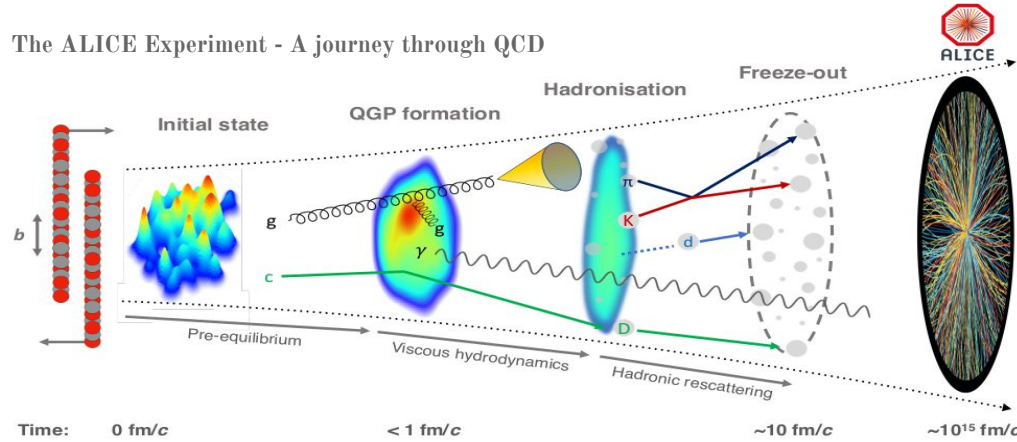 The ALICE Experiment - A journey through QCD
ALICE
Freeze-out
Hadronisation
QGP formation
Initial state
b
g
g
γ
c
π
K
d
D
Pre-equilibrium
Viscous hydrodynamics
Hadronic rescattering
Time: 0 fm/c < 1 fm/c ~10 fm/c ~10¹⁵ fm/c